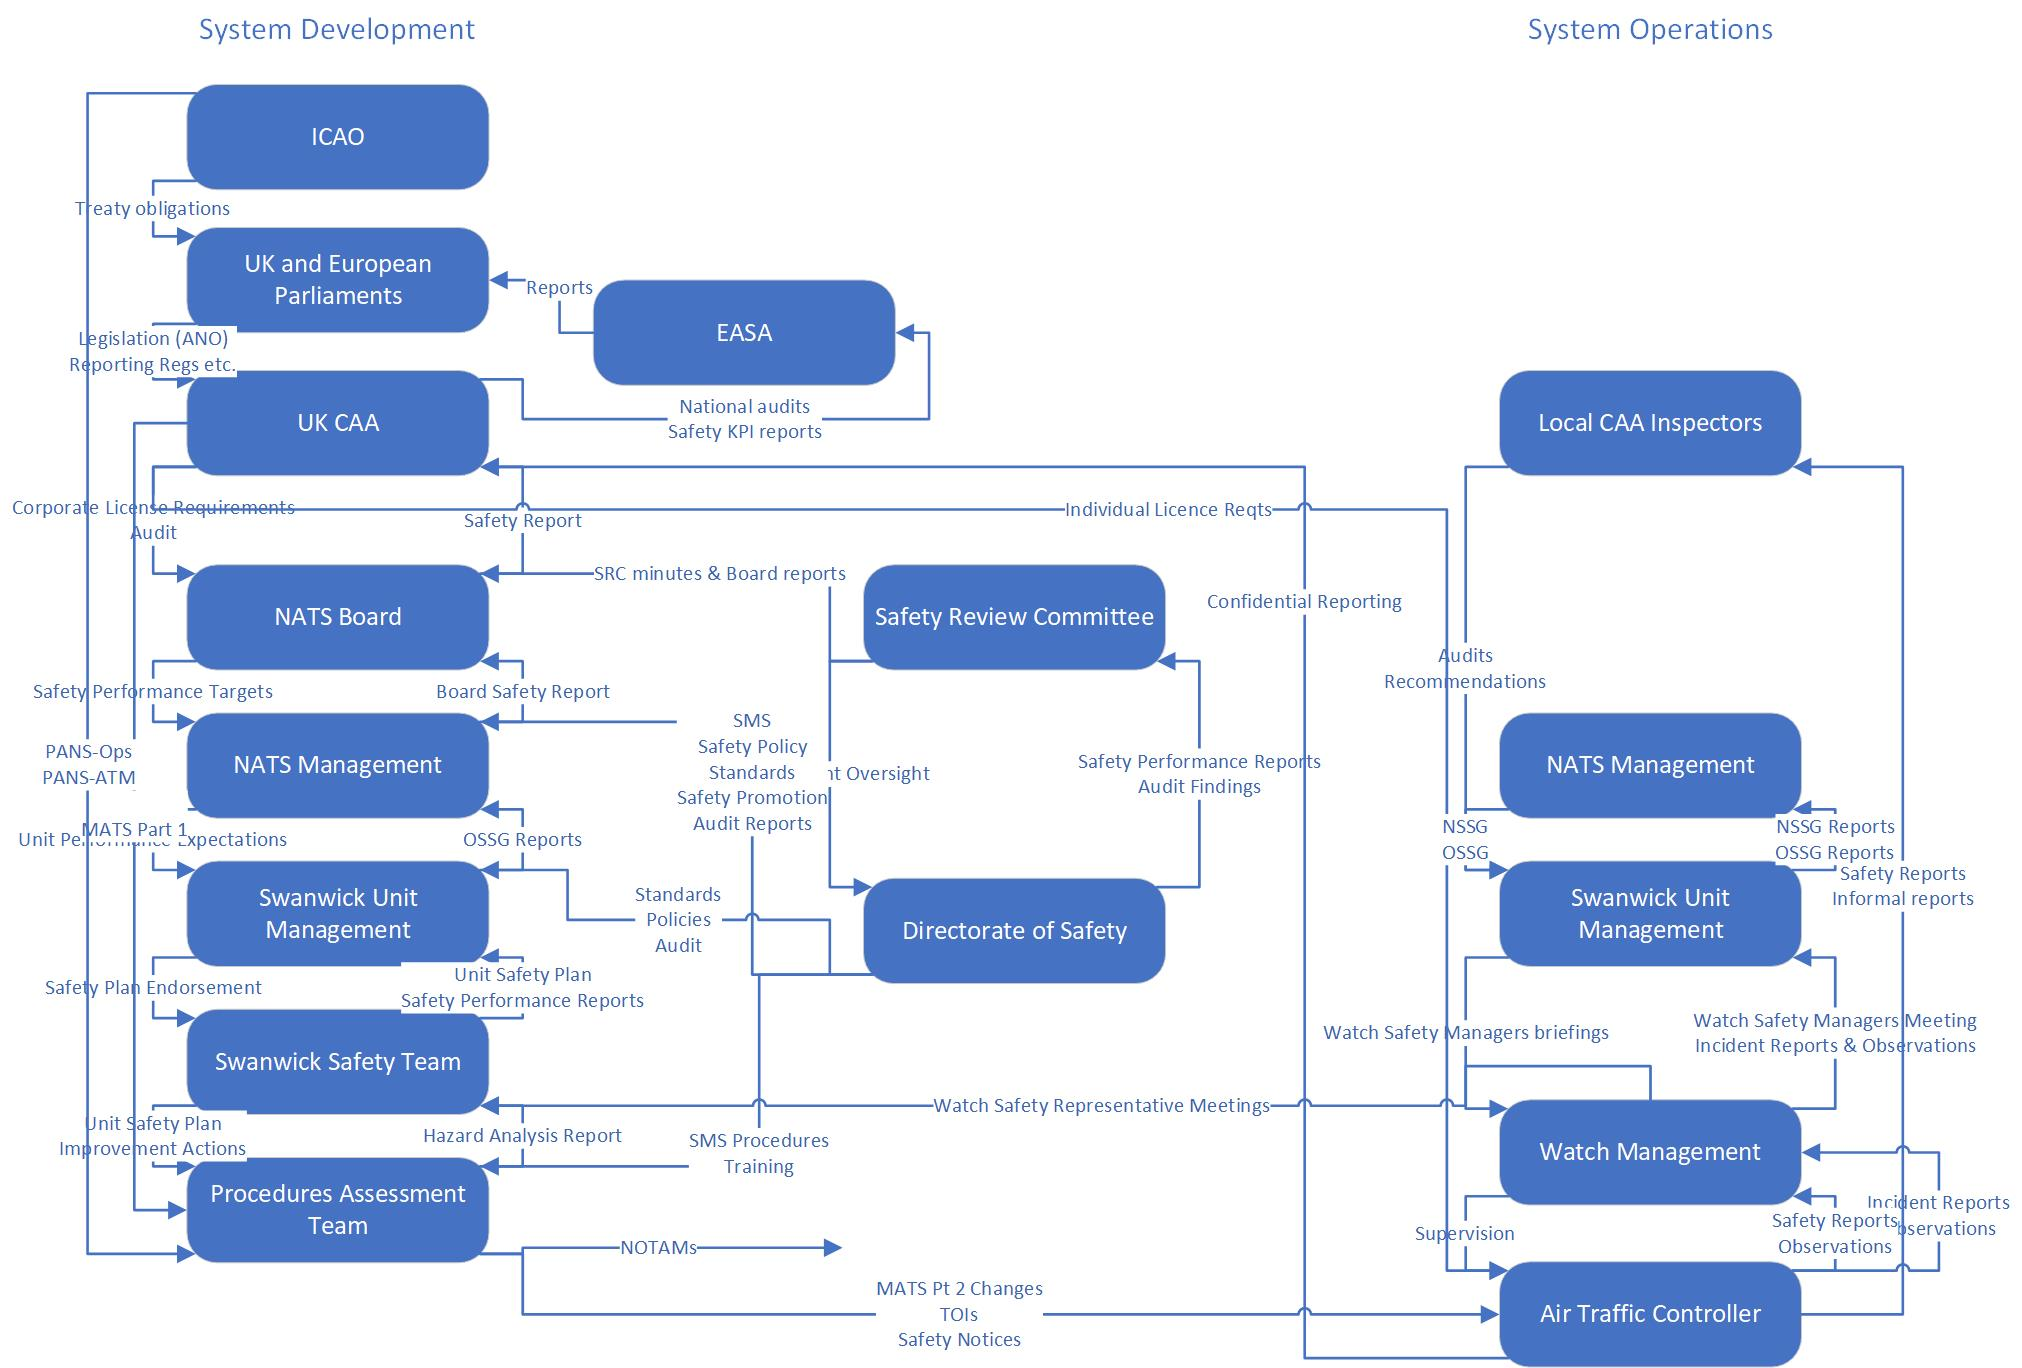 System Development
System Operations
ICAO
Treaty obligations
UK and European
Parliaments
Reports
EASA
Legislation (ANO)
Reporting Regs etc.
UK CAA
National audits
Safety KPI reports
Local CAA Inspectors
Corporate License Requirements
Audit
Safety Report
Individual Licence Reqts
SRC minutes & Board reports
NATS Board
Safety Review Committee
Confidential Reporting
Audits
Recommendations
Safety Performance Targets
Board Safety Report
SMS
Safety Policy
Standards
Safety Promotion
Audit Reports
Oversight
Safety Performance Reports
Audit Findings
PANS-Ops
PANS-ATM
NATS Management
NATS Management
MATS Part 1
Unit Performance Expectations
OSSG Reports
NSSG
OSSG
NSSG Reports
OSSG Reports
Safety Reports
Informal reports
Swanwick Unit
Management
Standards
Policies
Audit
Directorate of Safety
Swanwick Unit
Management
Safety Plan Endorsement
Unit Safety Plan
Safety Performance Reports
Watch Safety Managers briefings
Watch Safety Managers Meeting
Incident Reports & Observations
Swanwick Safety Team
Watch Safety Representative Meetings
Unit Safety Plan
Improvement Actions
Hazard Analysis Report
SMS Procedures
Training
Watch Management
Procedures Assessment
Team
Supervision
Safety Reports
Observations
Incident Reports
NOTAMs
MATS Pt 2 Changes
TOIs
Safety Notices
Air Traffic Controller